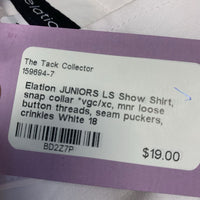 elatio
The Tack Collector
159694-7
Elation JUNIORS LS Show Shirt,
snap collar *vgc/xc, mnr loose
button threads, seam puckers,
crinkles White 18
BD2Z7P
$19.00